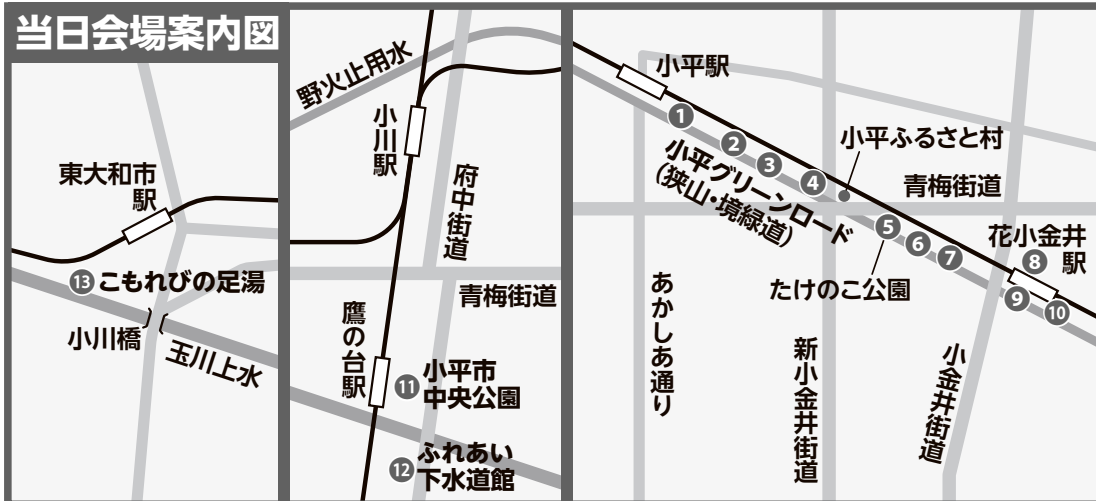 当日会場案内図
東大和市
駅
⑬こもれびの足湯
小川橋
玉川上水
野火止用水
小川駅
府中街道
青梅街道
鷹の台駅
⑪小平市
中央公園
⑫ふれあい
下水道館
小平駅
①
②
③
④
小平ふるさと村
小平グリーンロード
(狭山・境緑道)
青梅街道
⑤
⑥
⑦
花小金井
⑧駅
⑨
⑩
たけのこ公園
あかしあ通り
新小金井街道
小金井街道